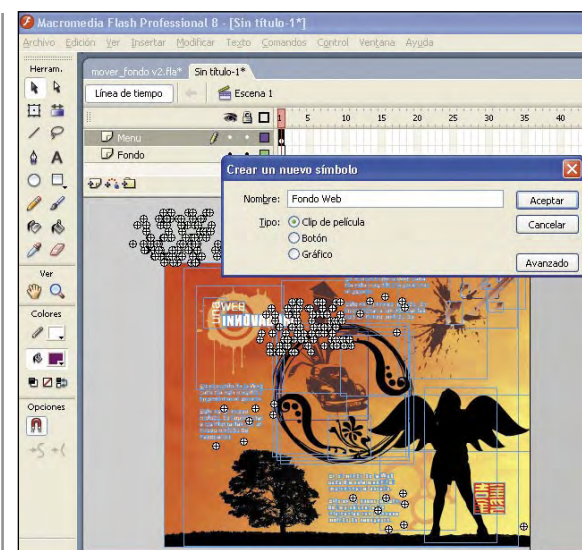 Macromedia Flash Professional 8 - [Sin título-1*]
Archivo Edición Ver Insertar Modificar Texto Comandos Control Ventana Ayuda
Herram.
mover_fondo v2.fla* Sin título-1*
Línea de tiempo Escena 1
1 5 10 15 20 25 30 35 40
Menu
Fondo
Crear un nuevo símbolo
Nombre: Fondo Web
Aceptar
Tipo: Clip de película
Cancelar
Botón
Gráfico
Avanzado
Ver
Colores
Opciones
WEB